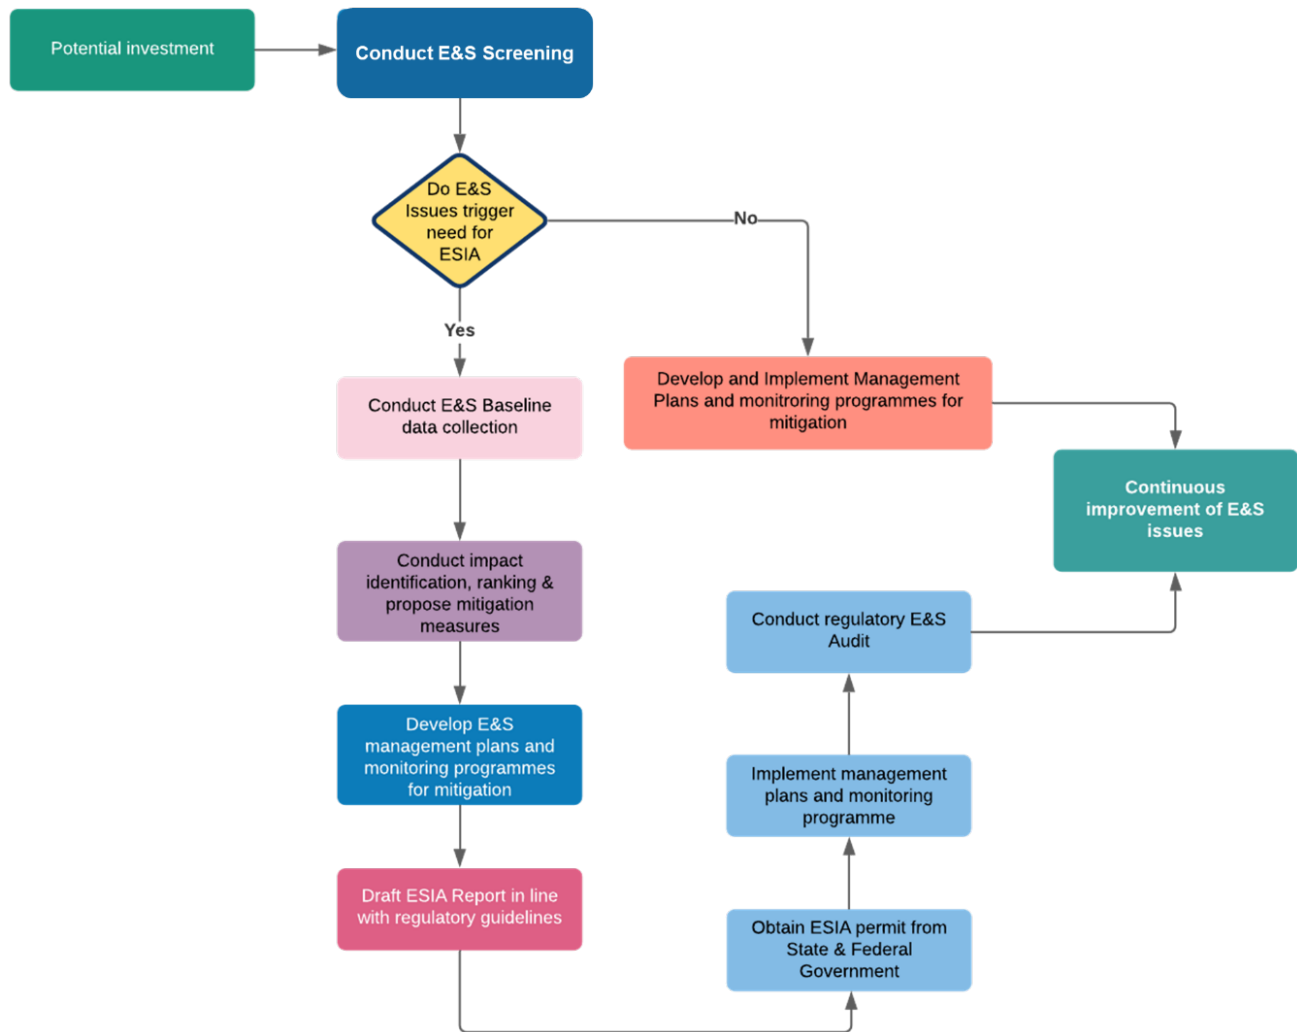 Potential investment
Conduct E&S Screening
Do E&S
Issues trigger
need for
ESIA
No
Yes
Conduct E&S Baseline
data collection
Develop and Implement Management
Plans and monitroring programmes for
mitigation
Continuous
improvement of E&S
issues
Conduct impact
identification, ranking &
propose mitigation
measures
Conduct regulatory E&S
Audit
Develop E&S
management plans and
monitoring programmes
for mitigation
Implement management
plans and monitoring
programme
Draft ESIA Report in line
with regulatory guidelines
Obtain ESIA permit from
State & Federal
Government